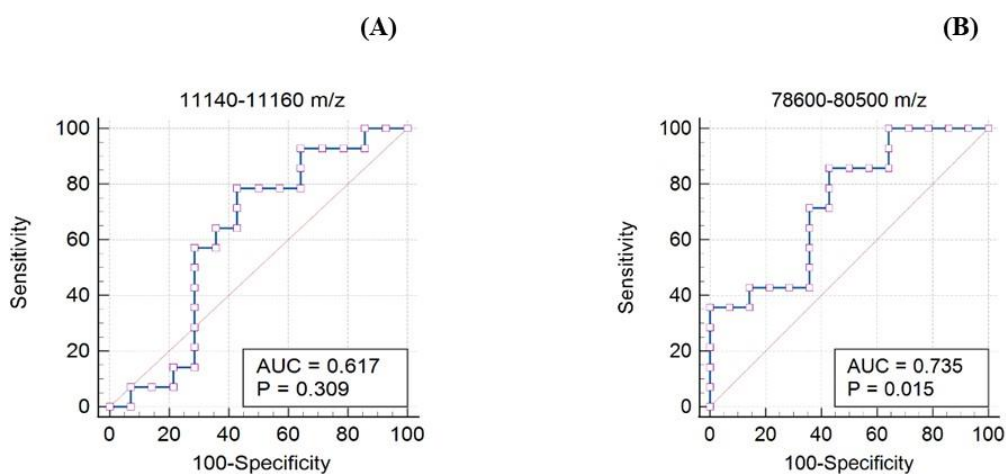 (A)
11140-11160 m/z
100
80
60
40
20
0
Sensitivity
AUC = 0.617
P = 0.309
0 20 40 60 80 100
100-Specificity
(B)
78600-80500 m/z
100
80
60
40
20
0
Sensitivity
AUC = 0.735
P = 0.015
0 20 40 60 80 100
100-Specificity